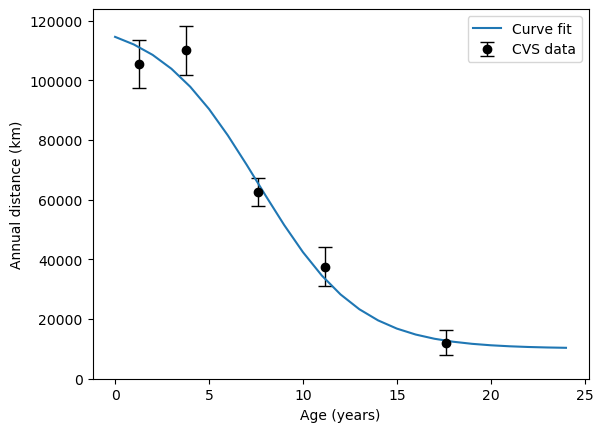 120000
100000
80000
60000
40000
20000
0
Annual distance (km)
Curve fit
CVS data
0 5 10 15 20 25
Age (years)